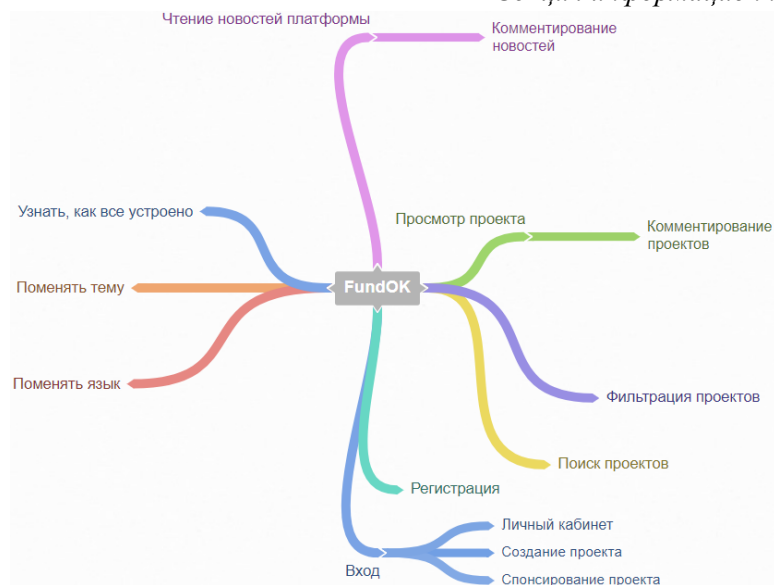 Чтение новостей платформы
Комментирование
новостей
Узнать, как все устроено
Просмотр проекта
Комментирование
проектов
Поменять тему
FundOK
Поменять язык
Фильтрация проектов
Поиск проектов
Регистрация
Личный кабинет
Создание проекта
Вход
Спонсирование проекта